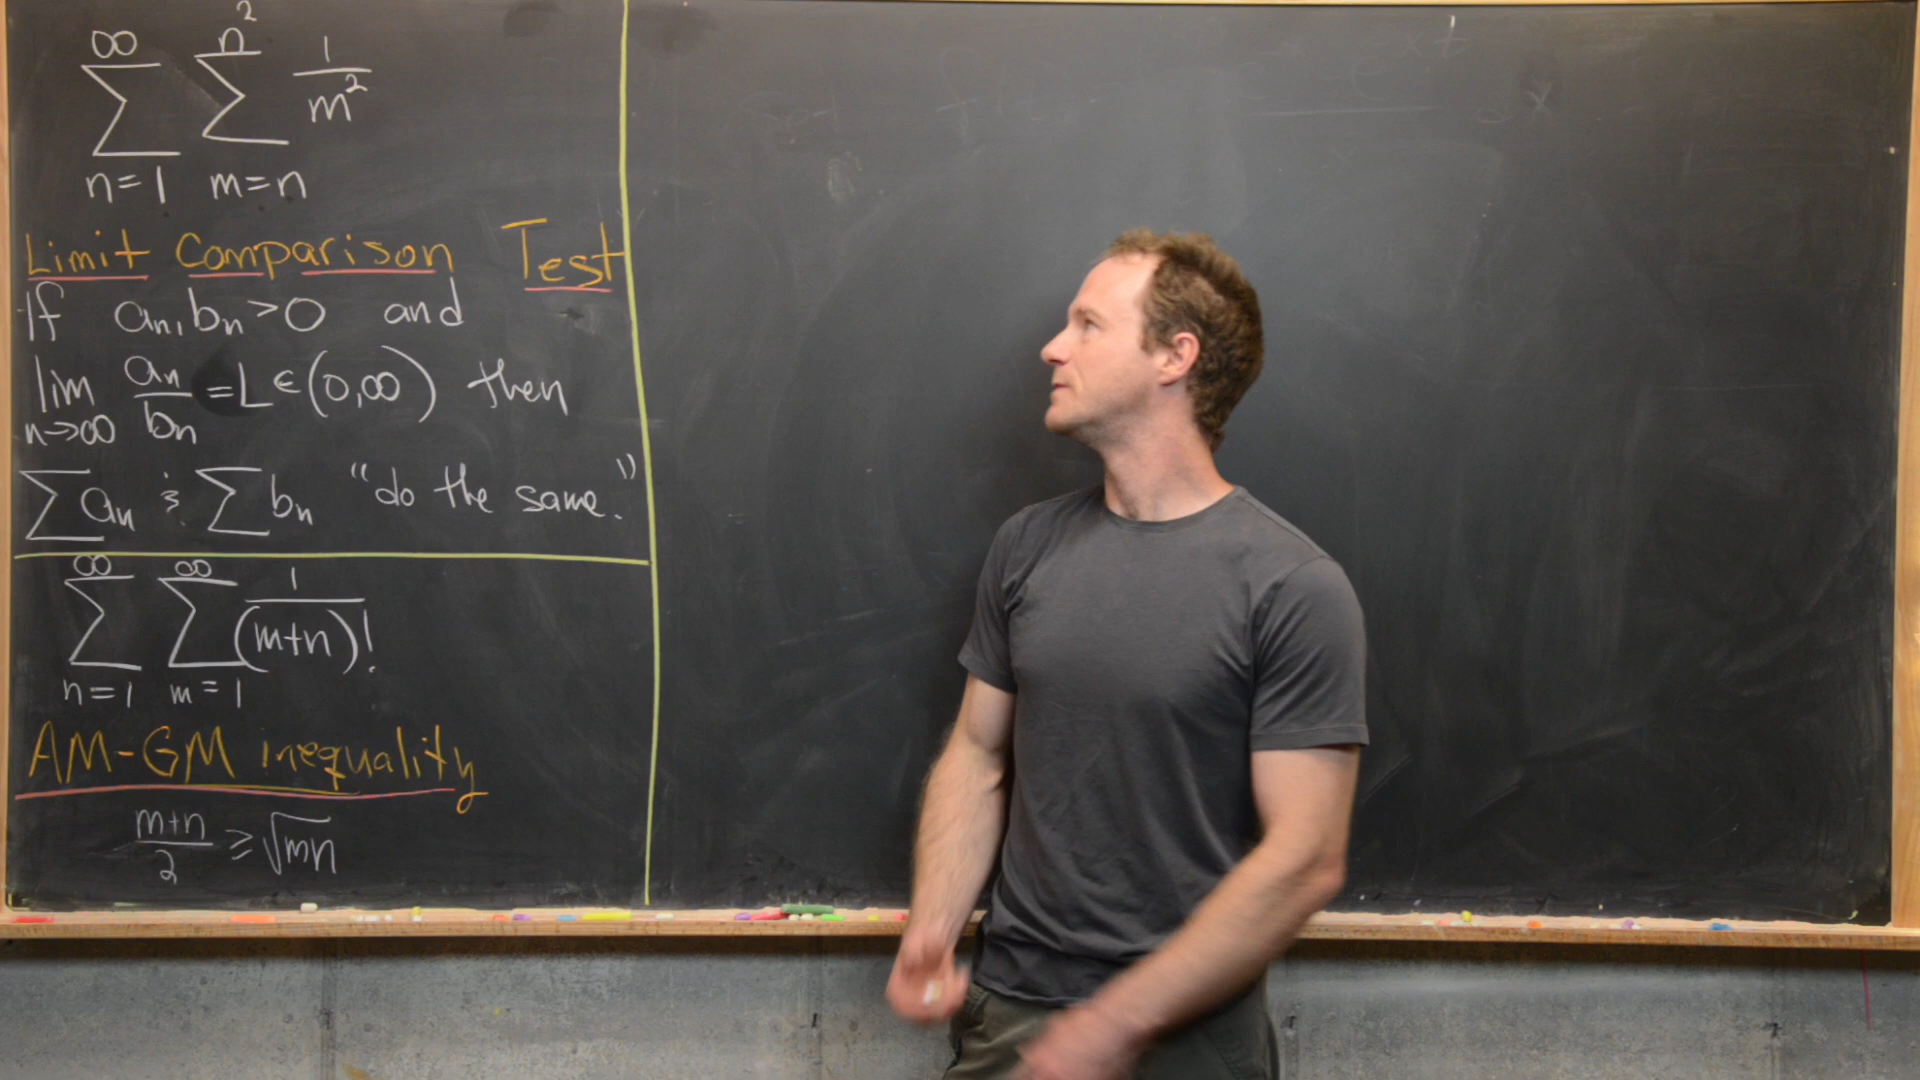 ∞ n² 1
∑ ∑ m²
n=1 m=n
Limit Comparison Test
If aₙ, bₙ > 0 and
lim n→∞ aₙ/bₙ = L ∈ (0,∞) then
∑ aₙ & ∑ bₙ "do the same."
∞ ∞ 1
∑ ∑ (m+n)!
n=1 m=1
AM-GM inequality
(m+n)/2 ≥ √mn